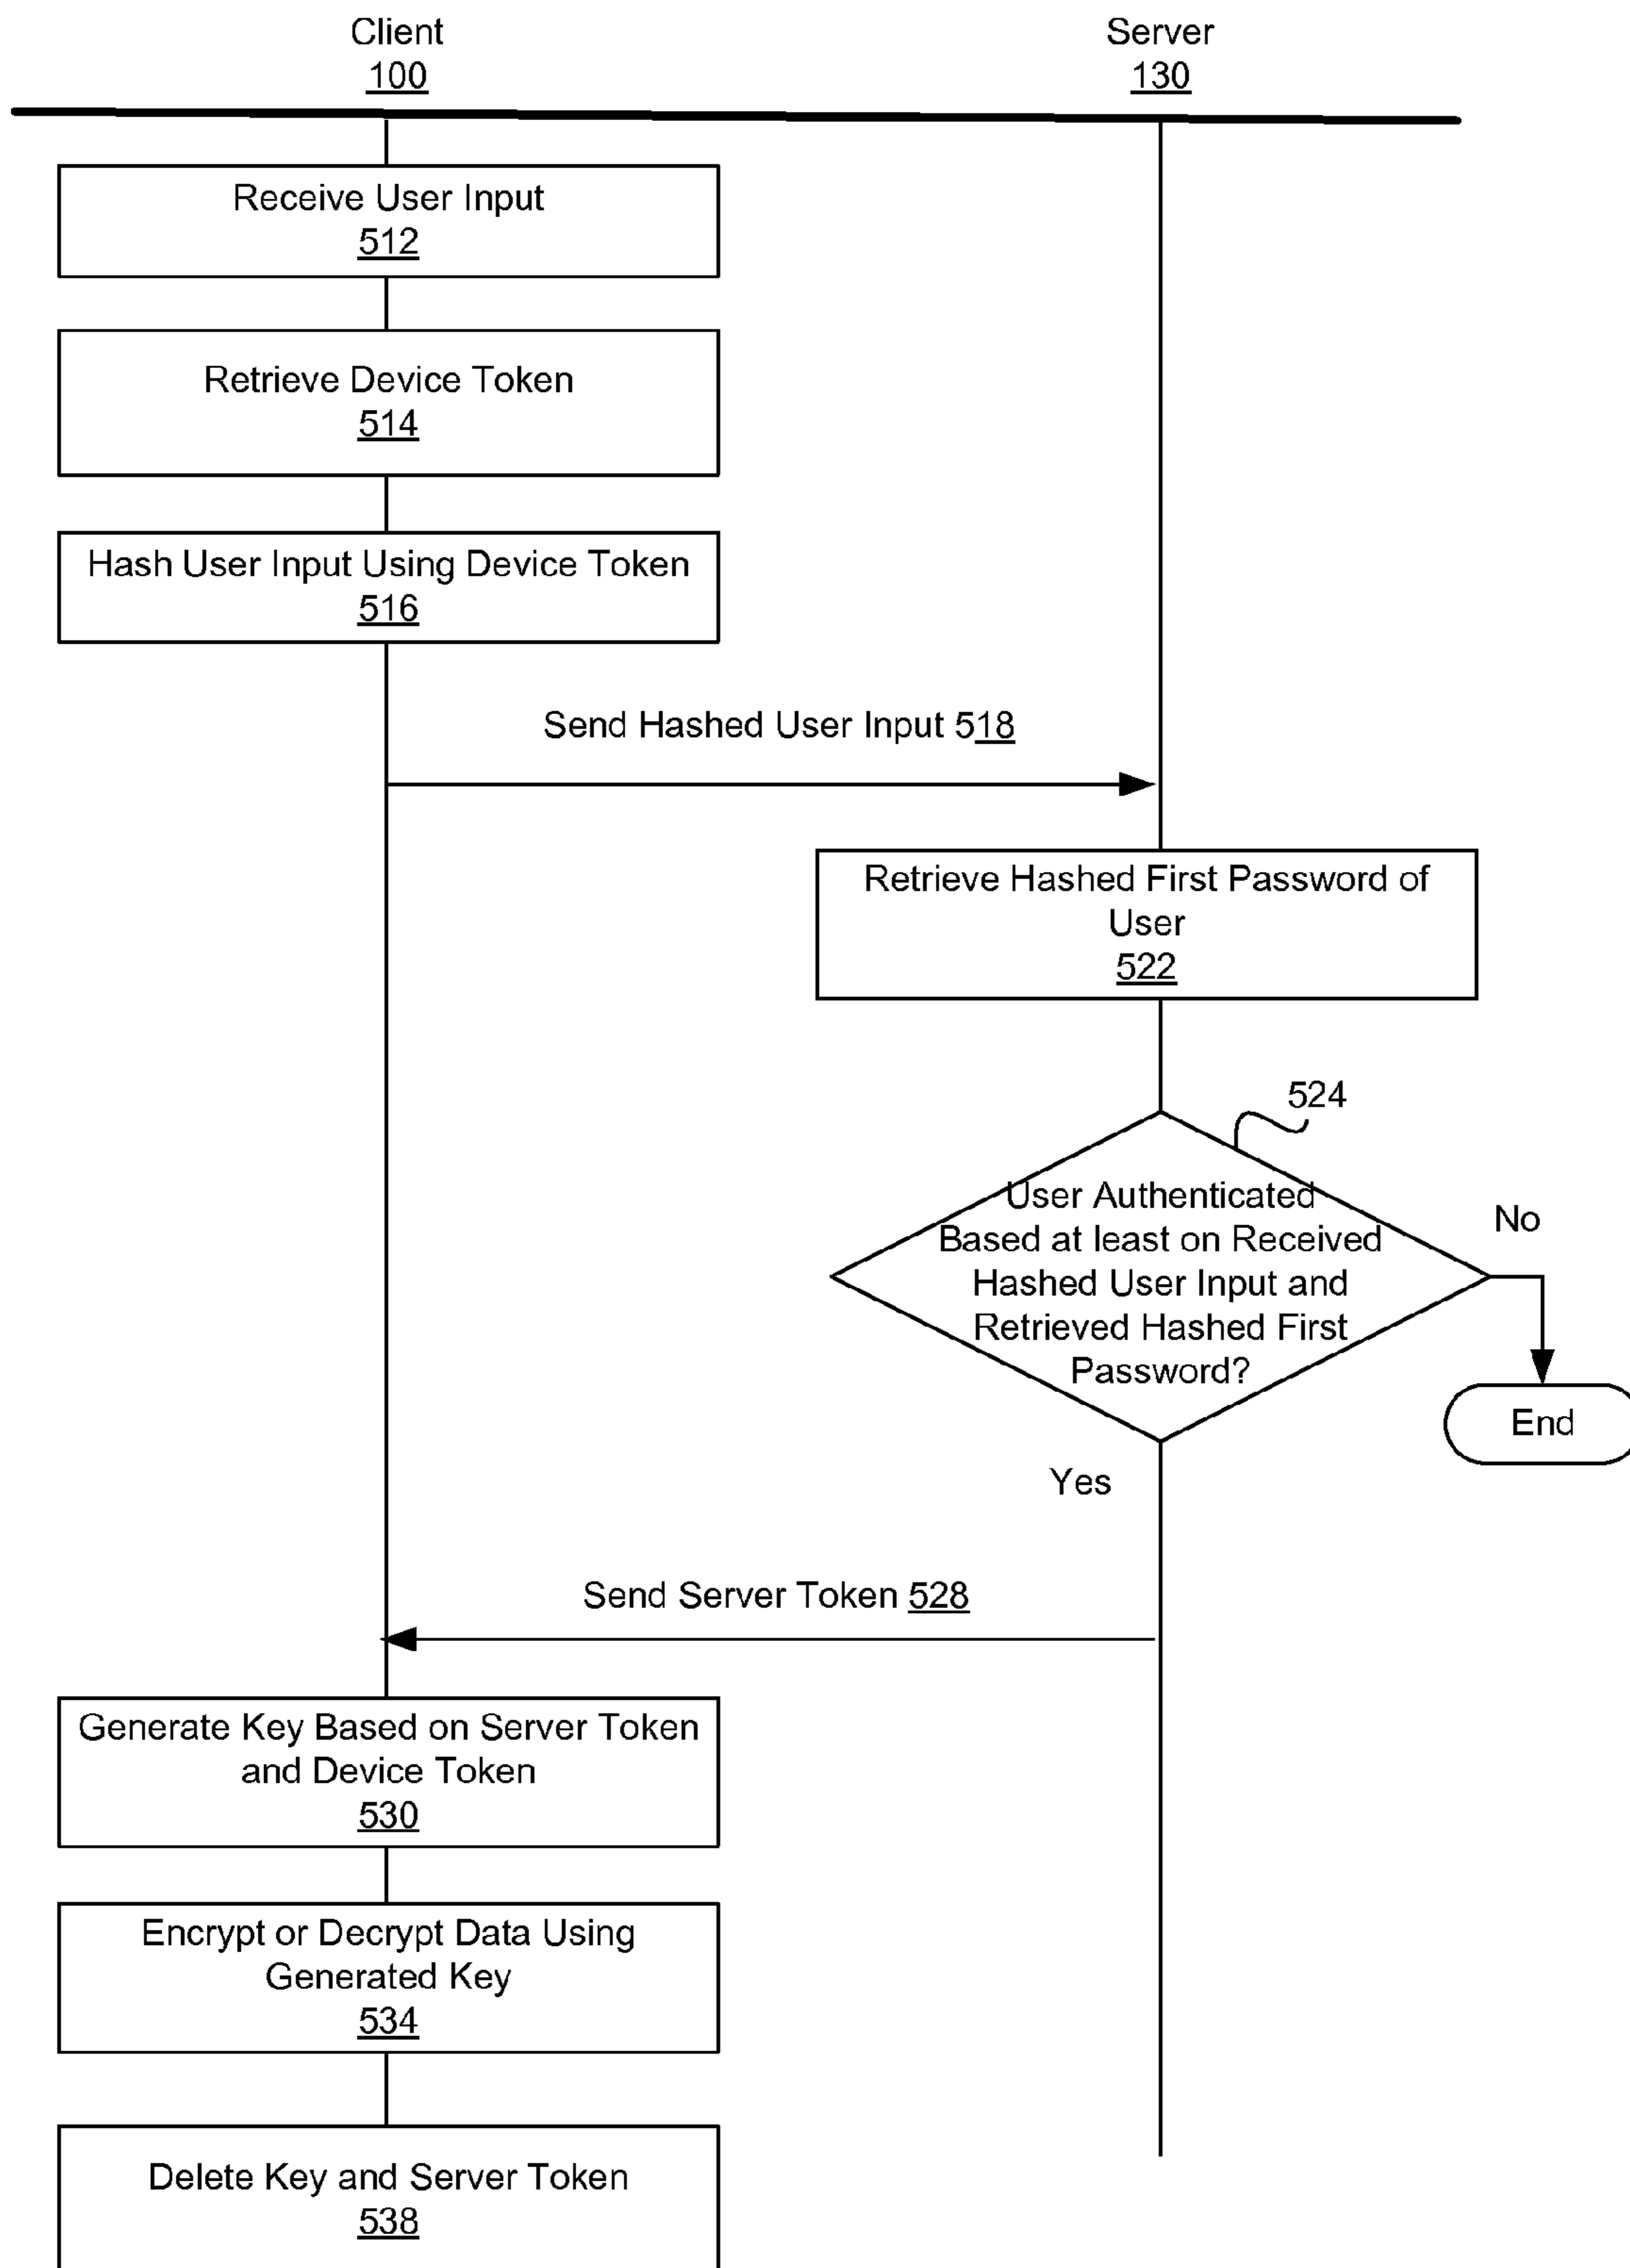 Client
100
Server
130
Receive User Input
512
Retrieve Device Token
514
Hash User Input Using Device Token
516
Send Hashed User Input 518
Retrieve Hashed First Password of
User
522
524
User Authenticated
Based at least on Received
Hashed User Input and
Retrieved Hashed First
Password?
No
End
Yes
Send Server Token 528
Generate Key Based on Server Token
and Device Token
530
Encrypt or Decrypt Data Using
Generated Key
534
Delete Key and Server Token
538